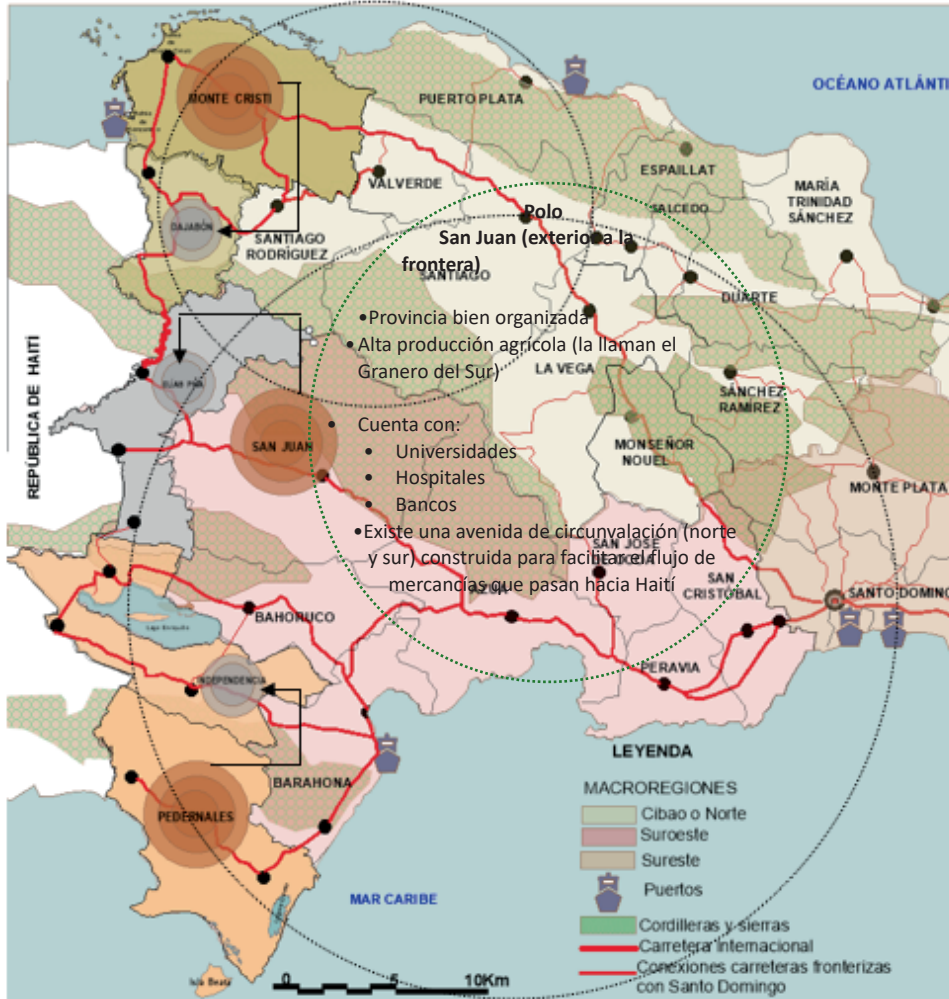 MONTE CRISTI
PUERTO PLATA
OCÉANO ATLÁNTI
ESPAILLAT
VALVERDE
MARÍA
TRINIDAD
SÁNCHEZ
SALCEDO
DAJABÓN
SANTIAGO
RODRÍGUEZ
Polo
San Juan (exterior a la
frontera)
SANTIAGO
DUARTE
•Provincia bien organizada
•Alta producción agrícola (la llaman el
Granero del Sur)
LA VEGA
SÁNCHEZ
RAMÍREZ
REPÚBLICA DE HAITÍ
ELÍAS PIÑA
SAN JUAN
• Cuenta con:
• Universidades
• Hospitales
• Bancos
MONSEÑOR
NOUEL
MONTE PLATA
•Existe una avenida de circunvalación (norte
y sur) construida para facilitar el flujo de
mercancías que pasan hacia Haití
SAN JOSÉ
DE OCOA
AZUA
SAN
CRISTÓBAL
SANTO DOMINGO
BAHORUCO
INDEPENDENCIA
PERAVIA
BARAHONA
PEDERNALES
MAR CARIBE
Isla Beata
0 5 10Km
LEYENDA
MACROREGIONES
Cibao o Norte
Suroeste
Sureste
Puertos
Cordilleras y sierras
Carretera internacional
Conexiones carreteras fronterizas
con Santo Domingo